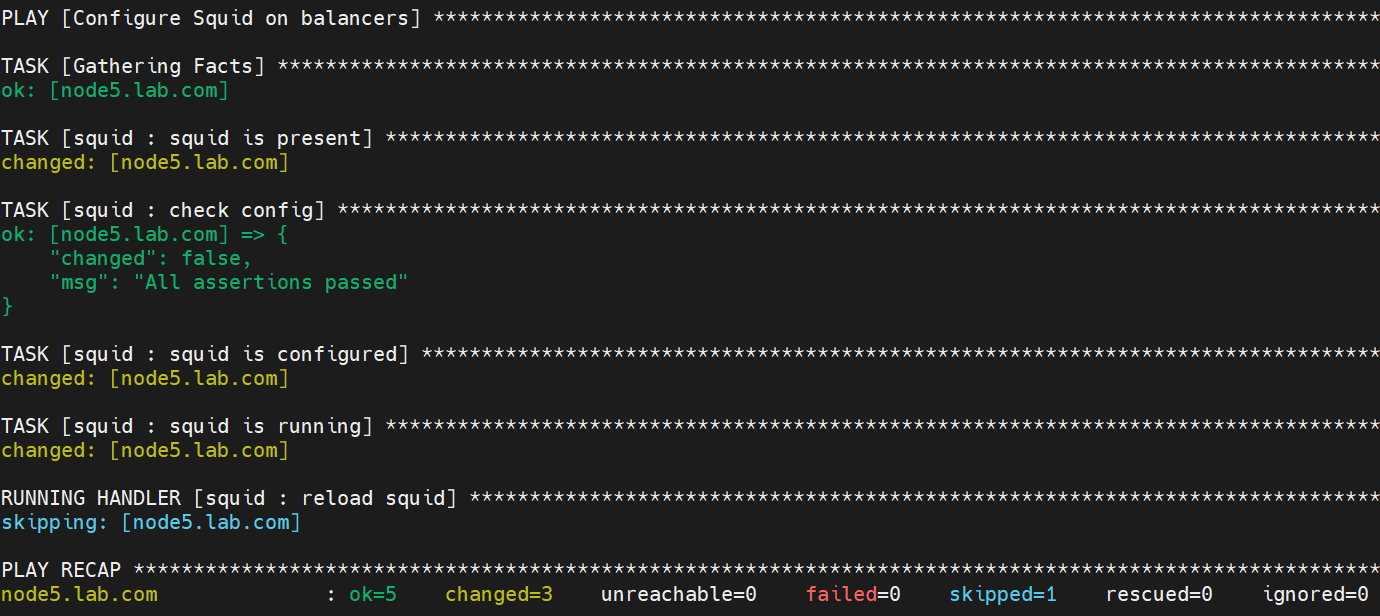 PLAY [Configure Squid on balancers] *******************************************************************************
TASK [Gathering Facts] ********************************************************************************************
ok: [node5.lab.com]
TASK [squid : squid is present] ***********************************************************************************
changed: [node5.lab.com]
TASK [squid : check config] ***************************************************************************************
ok: [node5.lab.com] => {
    "changed": false,
    "msg": "All assertions passed"
}
TASK [squid : squid is configured] ********************************************************************************
changed: [node5.lab.com]
TASK [squid : squid is running] ***********************************************************************************
changed: [node5.lab.com]
RUNNING HANDLER [squid : reload squid] ****************************************************************************
skipping: [node5.lab.com]
PLAY RECAP ********************************************************************************************************
node5.lab.com              : ok=5    changed=3    unreachable=0    failed=0    skipped=1    rescued=0    ignored=0